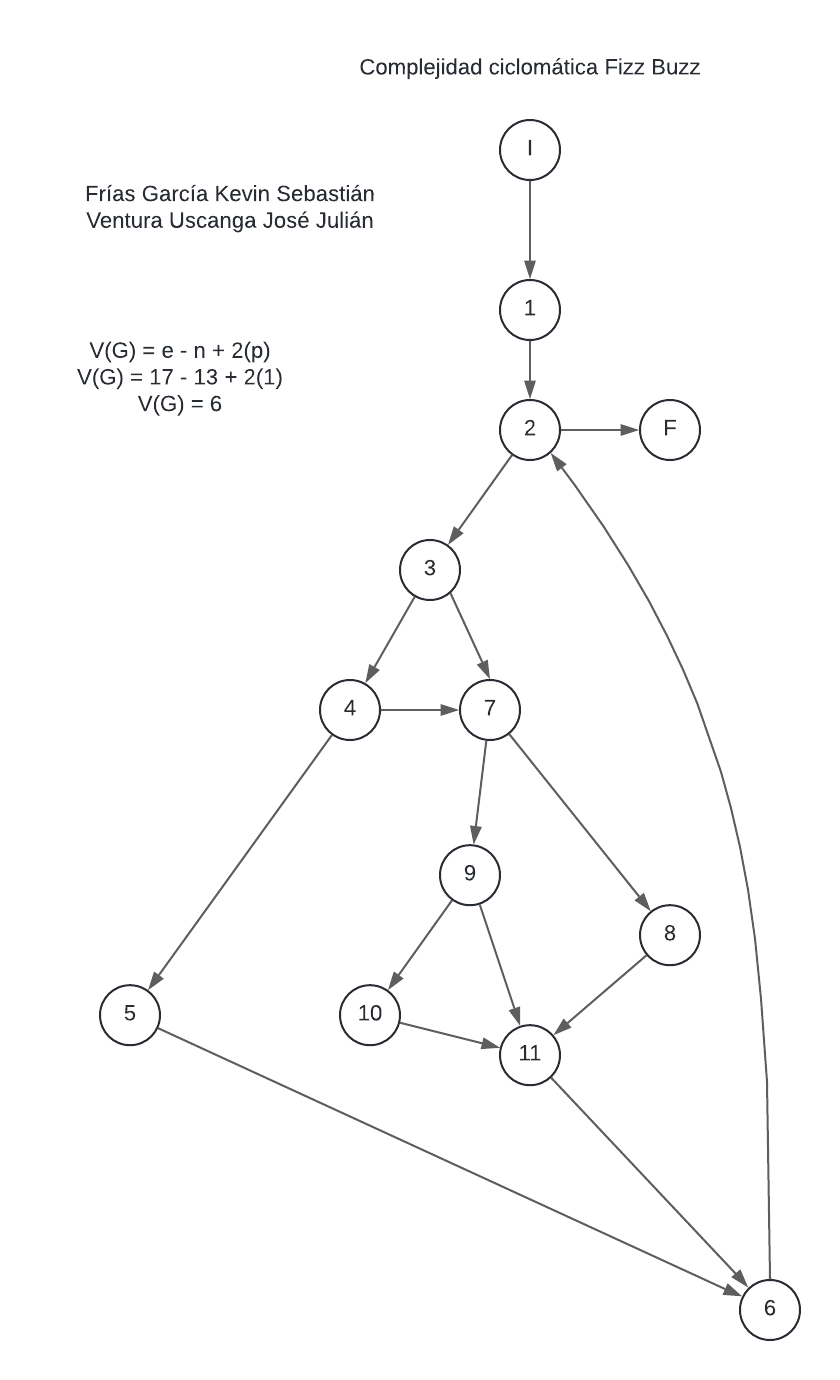 Complejidad ciclomática Fizz Buzz
I
Frías García Kevin Sebastián
Ventura Uscanga José Julián
1
V(G) = e - n + 2(p)
V(G) = 17 - 13 + 2(1)
V(G) = 6
2
F
3
4
7
9
8
5
10
11
6